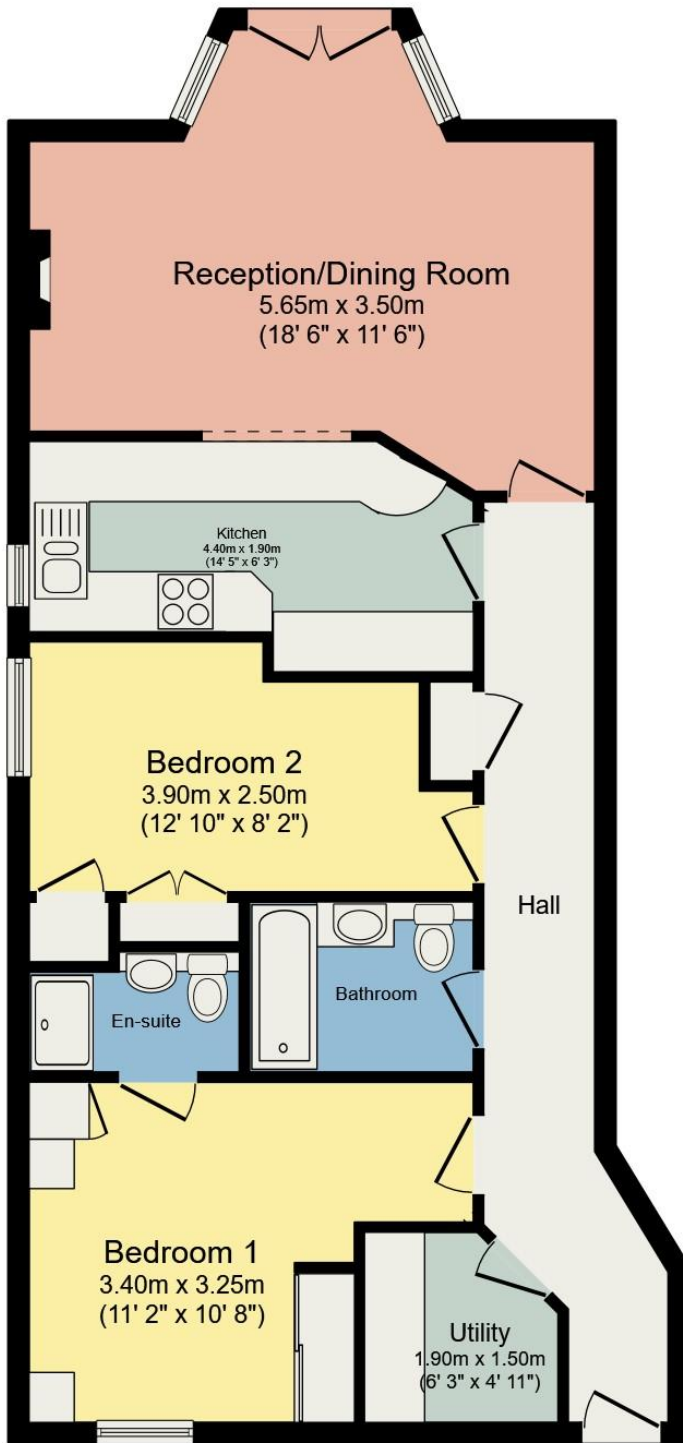 Reception/Dining Room
5.65m x 3.50m
(18' 6" x 11' 6")
Kitchen
4.40m x 1.90m
(14' 5" x 6' 3")
Bedroom 2
3.90m x 2.50m
(12' 10" x 8' 2")
Hall
Bathroom
En-suite
Bedroom 1
3.40m x 3.25m
(11' 2" x 10' 8")
Utility
1.90m x 1.50m
(6' 3" x 4' 11")